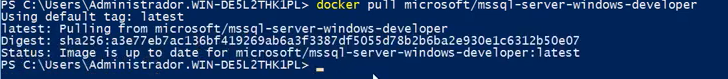 PS C:\Users\Administrador.WIN-DE5L2THK1PL> docker pull microsoft/mssql-server-windows-developer
Using default tag: latest
latest: Pulling from microsoft/mssql-server-windows-developer
Digest: sha256:a3e77eb7ac136bf419269ab6a3f3387df5055d78b2b6ba2e930e1c6312b50e07
Status: Image is up to date for microsoft/mssql-server-windows-developer:latest
PS C:\Users\Administrador.WIN-DE5L2THK1PL> _